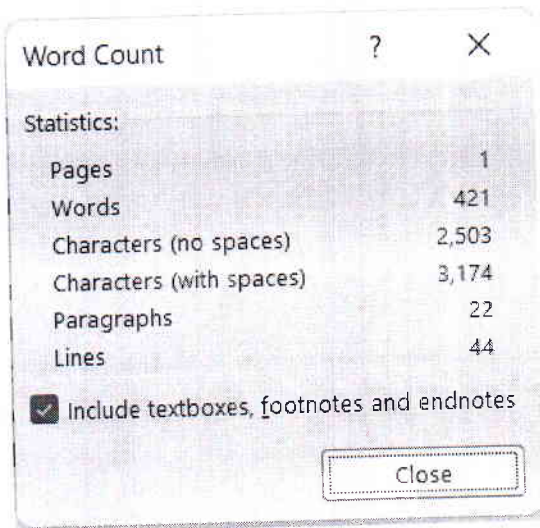 Word Count ? ×
Statistics:
Pages 1
Words 421
Characters (no spaces) 2,503
Characters (with spaces) 3,174
Paragraphs 22
Lines 44
Include textboxes, footnotes and endnotes
Close